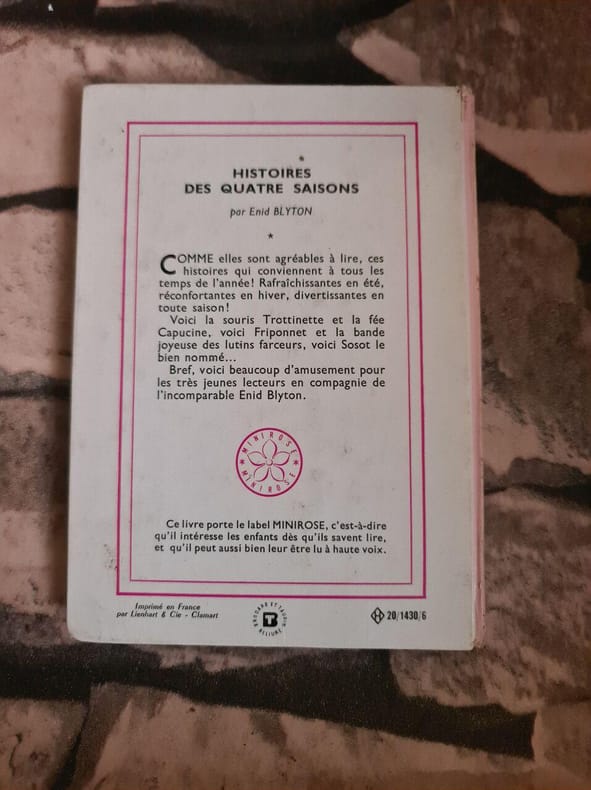 HISTOIRES
DES QUATRE SAISONS
par Enid BLYTON
★
COMME elles sont agréables à lire, ces
histoires qui conviennent à tous les
temps de l'année! Rafraîchissantes en été,
réconfortantes en hiver, divertissantes en
toute saison!
Voici la souris Trottinette et la fée
Capucine, voici Friponnet et la bande
joyeuse des lutins farceurs, voici Sosot le
bien nommé...
Bref, voici beaucoup d'amusement pour
les très jeunes lecteurs en compagnie de
l'incomparable Enid Blyton.
MINIROSE ★ MINIROSE ★
Ce livre porte le label MINIROSE, c'est-à-dire
qu'il intéresse les enfants dès qu'ils savent lire,
et qu'il peut aussi bien leur être lu à haute voix.
Imprimé en France
par Lienhart & Cie - Clamart
BRODARD ET TAUPIN
RELIURE
H 20/1430/6